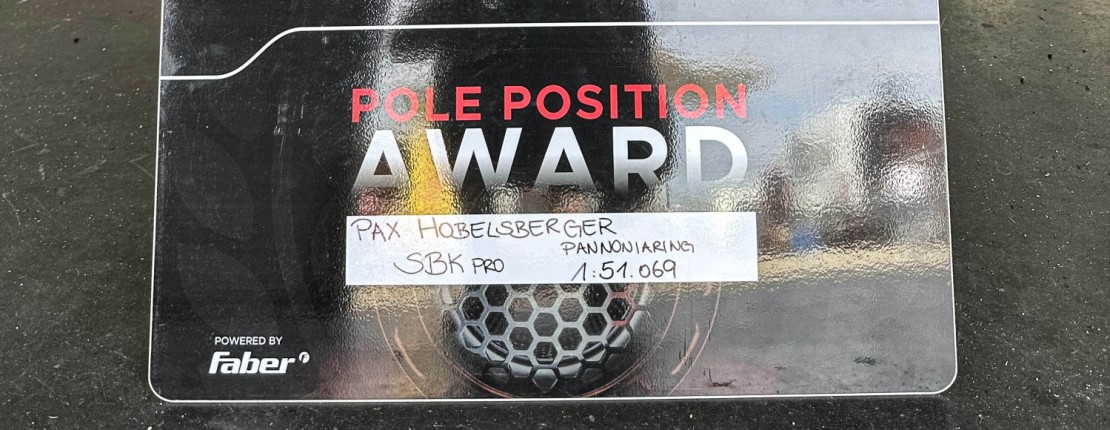 POLE POSITION
AWARD
PAX HOBELSBERGER
PANNONIARING
SBK PRO 1:51.069
POWERED BY
faber